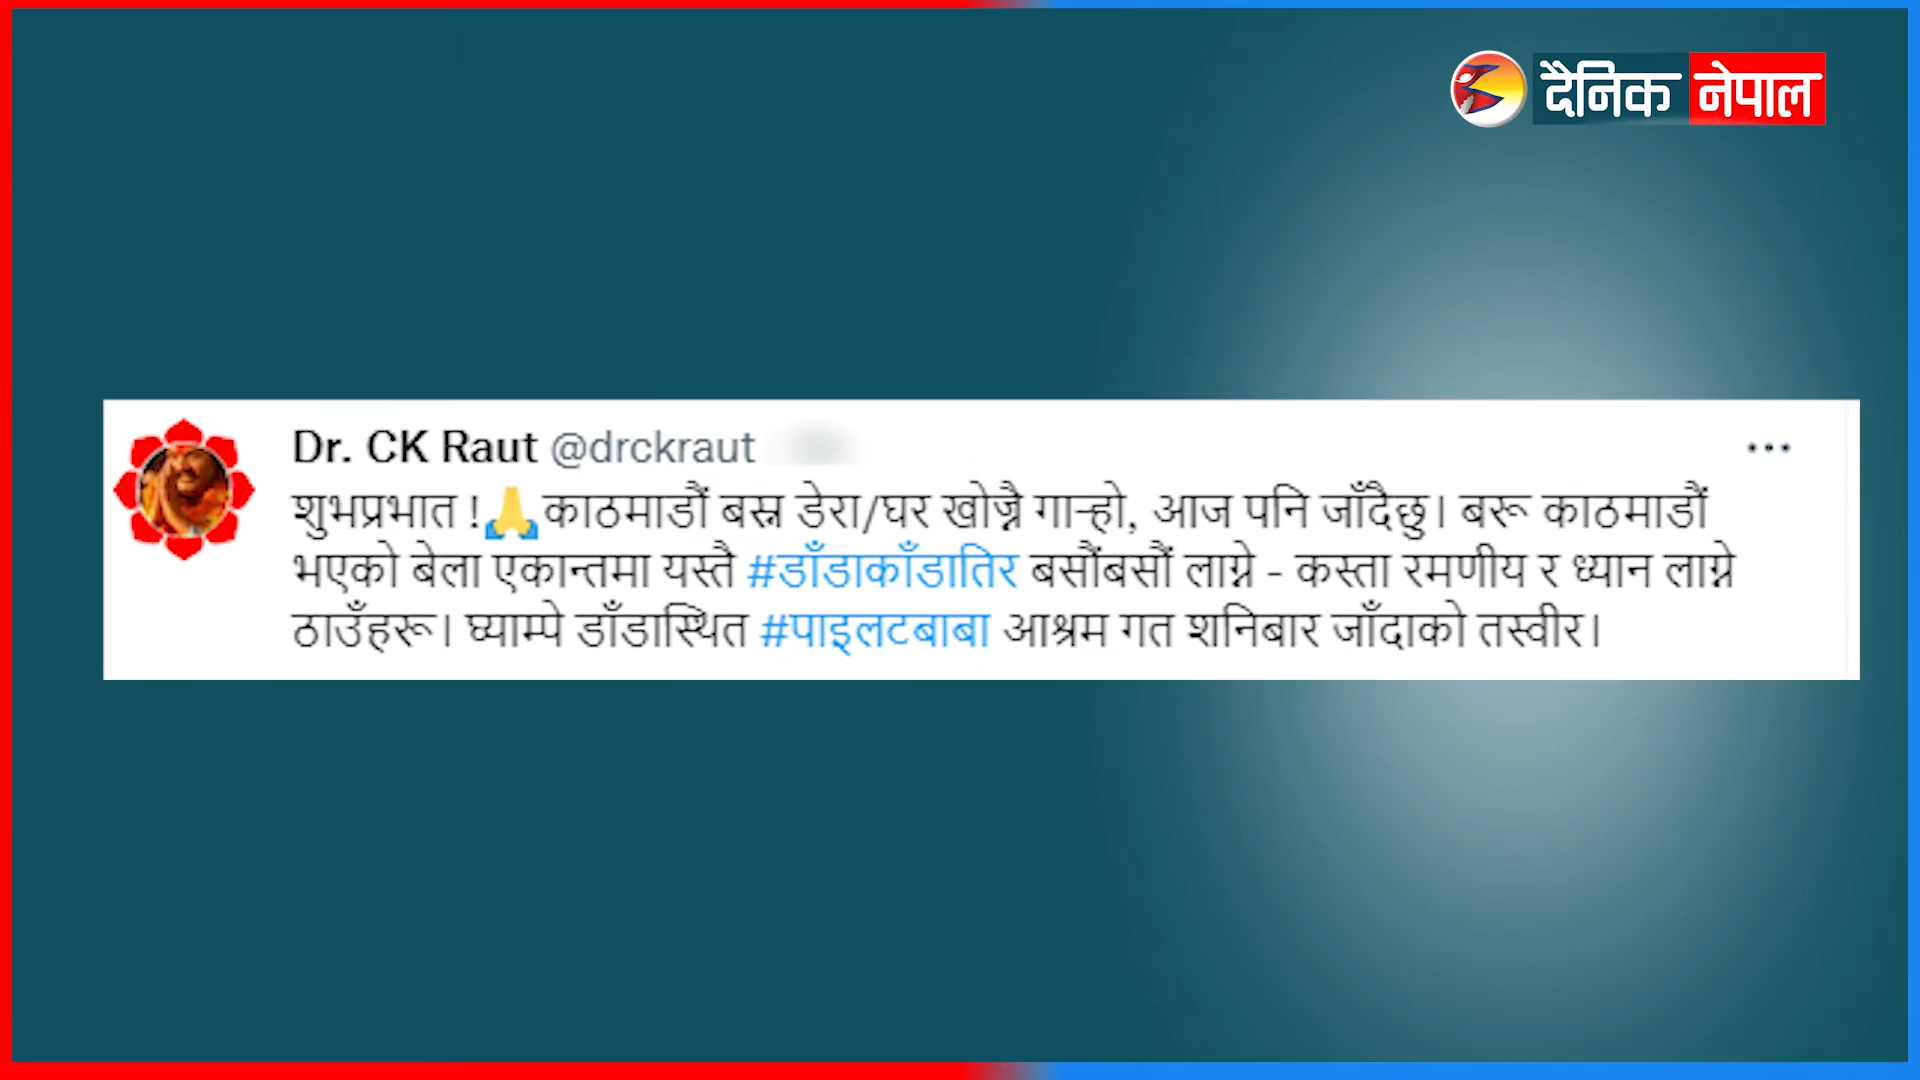 दैनिक नेपाल
Dr. CK Raut @drckraut
शुभप्रभात !🙏काठमाडौं बस्न डेरा/घर खोज्नै गाऱ्हो, आज पनि जाँदैछु। बरू काठमाडौं
भएको बेला एकान्तमा यस्तै #डाँडाकाँडातिर बसौंबसौं लाग्ने - कस्ता रमणीय र ध्यान लाग्ने
ठाउँहरू। घ्याम्पे डाँडास्थित #पाइलटबाबा आश्रम गत शनिबार जाँदाको तस्वीर।